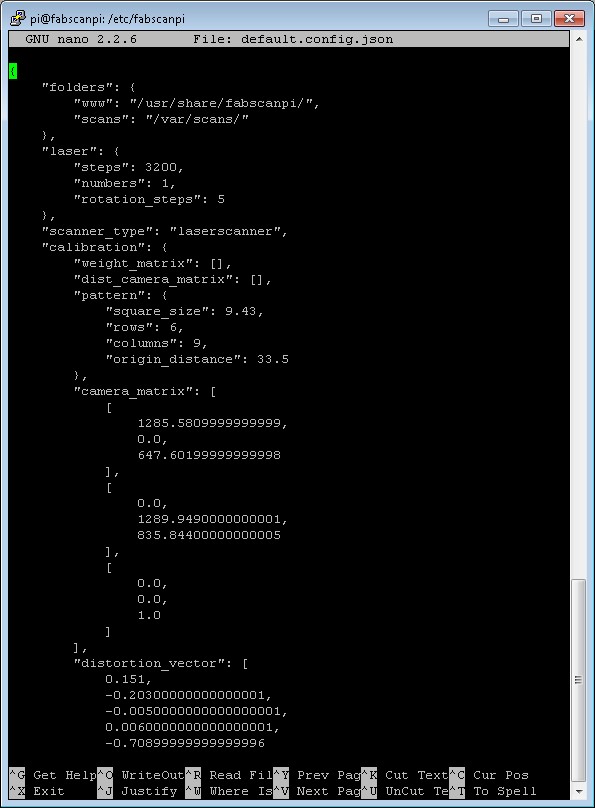 pi@fabscanpi: /etc/fabscanpi
GNU nano 2.2.6 File: default.config.json
{
"folders": {
"www": "/usr/share/fabscanpi/",
"scans": "/var/scans/"
},
"laser": {
"steps": 3200,
"numbers": 1,
"rotation_steps": 5
},
"scanner_type": "laserscanner",
"calibration": {
"weight_matrix": [],
"dist_camera_matrix": [],
"pattern": {
"square_size": 9.43,
"rows": 6,
"columns": 9,
"origin_distance": 33.5
},
"camera_matrix": [
[
1285.5809999999999,
0.0,
647.60199999999998
],
[
0.0,
1289.9490000000001,
835.84400000000005
],
[
0.0,
0.0,
1.0
]
],
"distortion_vector": [
0.151,
-0.20300000000000001,
-0.0050000000000000001,
0.0060000000000000001,
-0.70899999999999996
^G Get Help^O WriteOut^R Read Fil^Y Prev Pag^K Cut Text^C Cur Pos
^X Exit ^J Justify ^W Where Is^V Next Pag^U UnCut Te^T To Spell